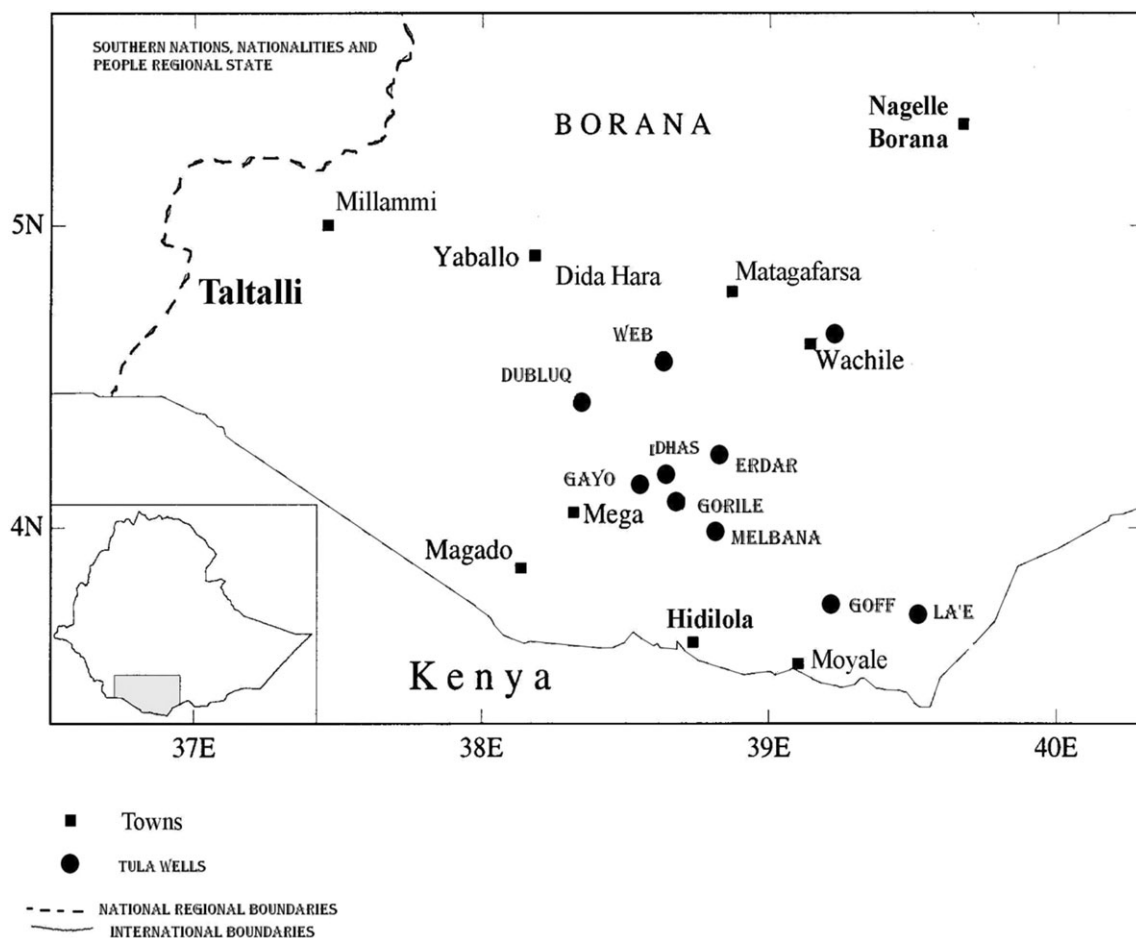 SOUTHERN NATIONS, NATIONALITIES AND
PEOPLE REGIONAL STATE
BORANA
Nagelle
Borana
Millammi
5N
Yaballo
Dida Hara
Matagafarsa
Taltalli
WEB
Wachile
DUBLUQ
IDHAS
ERDAR
GAYO
GORILE
4N
Mega
MELBANA
Magado
GOFF
LA'E
Hidilola
Kenya
Moyale
37E
38E
39E
40E
Towns
TULA WELLS
NATIONAL REGIONAL BOUNDARIES
INTERNATIONAL BOUNDARIES